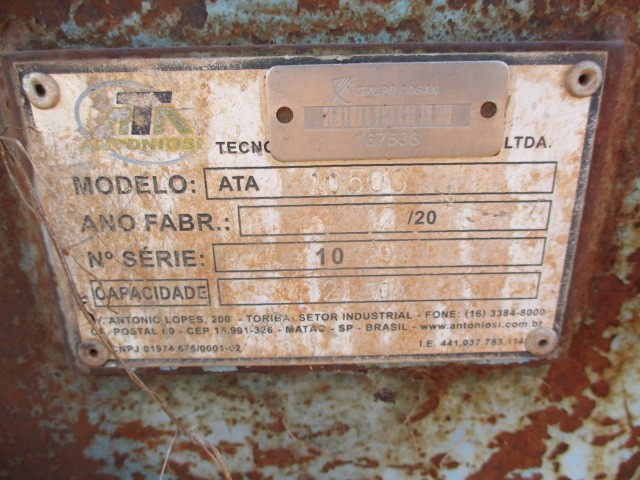 ATA
ANTONIOSI
GRUPO COSAN
167536
TECNO LTDA.
MODELO: ATA 10500
ANO FABR.: /20
Nº SÉRIE: 10
CAPACIDADE
ANTONIO LOPES, 200 - TORIBA. SETOR INDUSTRIAL - FONE: (16) 3384-8000
POSTAL - CEP 15.991-326 - MATÃO - SP - BRASIL - www.antoniosi.com.br
CNPJ 01974.675/0001-02 I.E. 441.037.783.114